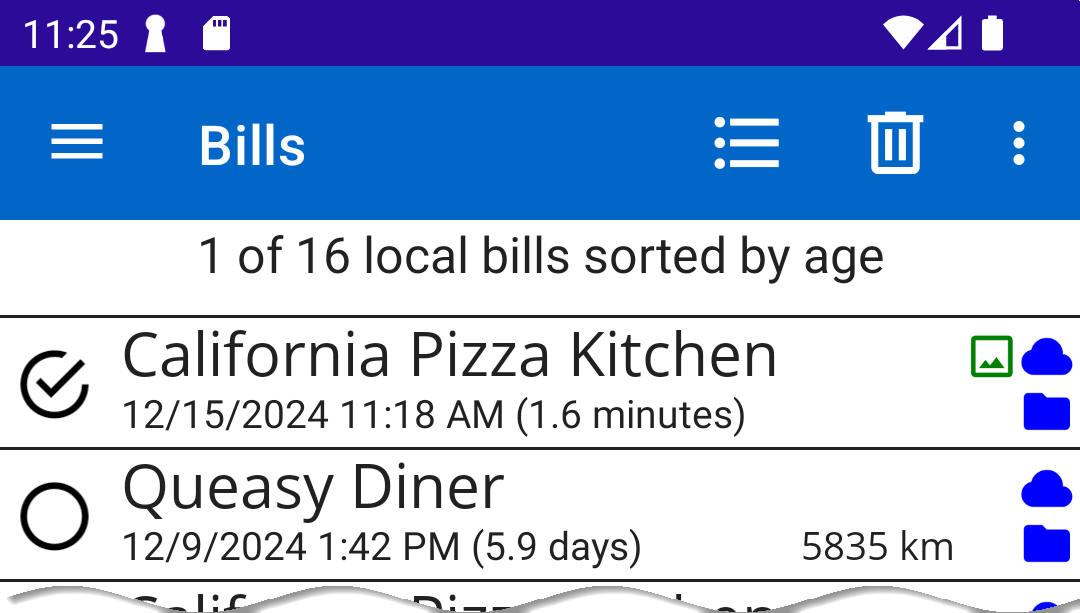 11:25
Bills
1 of 16 local bills sorted by age
California Pizza Kitchen
12/15/2024 11:18 AM (1.6 minutes)
Queasy Diner
12/9/2024 1:42 PM (5.9 days) 5835 km